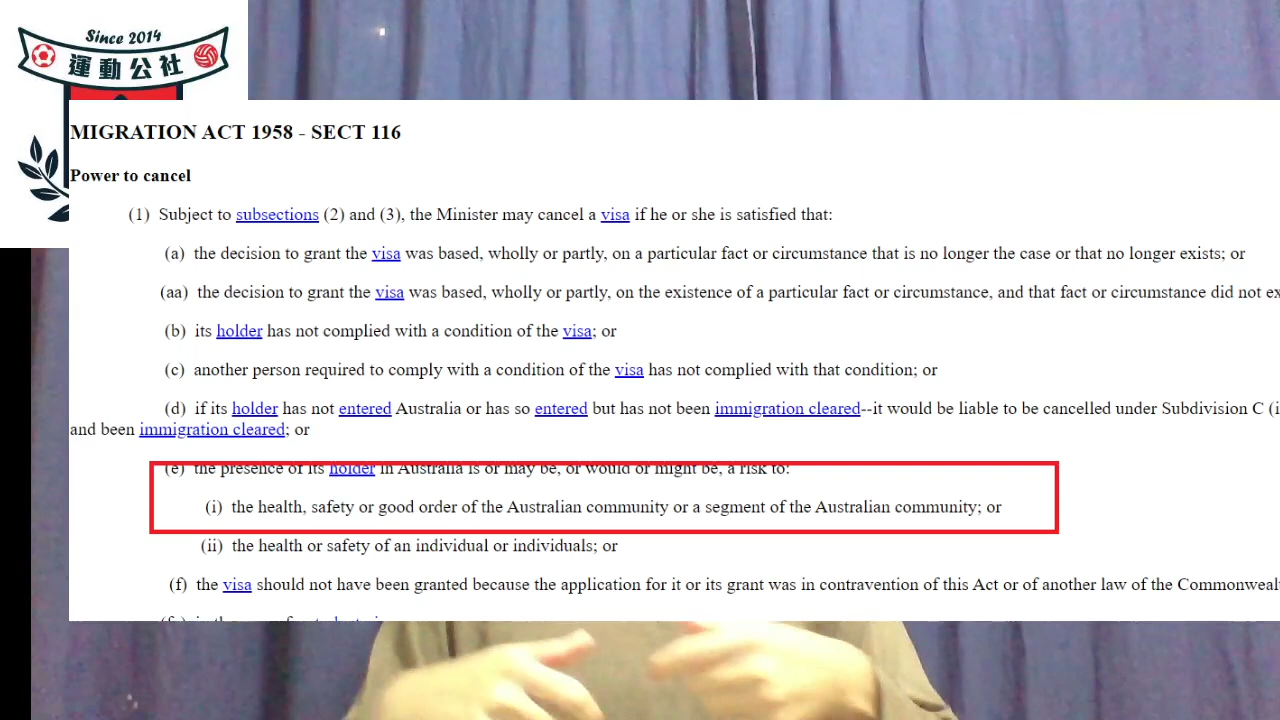 Since 2014
運動公社
MIGRATION ACT 1958 - SECT 116
Power to cancel
(1) Subject to subsections (2) and (3), the Minister may cancel a visa if he or she is satisfied that:
(a) the decision to grant the visa was based, wholly or partly, on a particular fact or circumstance that is no longer the case or that no longer exists; or
(aa) the decision to grant the visa was based, wholly or partly, on the existence of a particular fact or circumstance, and that fact or circumstance did not
(b) its holder has not complied with a condition of the visa; or
(c) another person required to comply with a condition of the visa has not complied with that condition; or
(d) if its holder has not entered Australia or has so entered but has not been immigration cleared--it would be liable to be cancelled under Subdivision C
and been immigration cleared; or
(e) the presence of its holder in Australia is or may be, or would or might be, a risk to:
(i) the health, safety or good order of the Australian community or a segment of the Australian community; or
(ii) the health or safety of an individual or individuals; or
(f) the visa should not have been granted because the application for it or its grant was in contravention of this Act or of another law of the